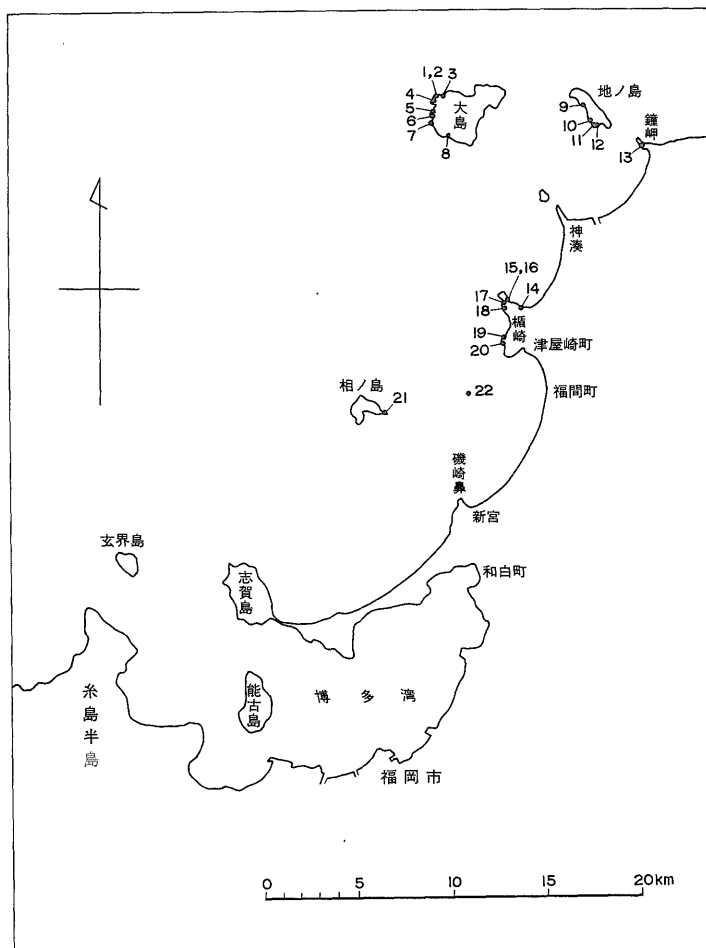 1,2
3
4
5
6
7
8
大島
地ノ島
9
10
11
12
鐘岬
13
神湊
15,16
17
14
18
楯崎
19
20
津屋崎町
相ノ島
21
22
福間町
磯崎鼻
新宮
玄界島
志賀島
和白町
糸島半島
能古島
博多湾
福岡市
0 5 10 15 20km